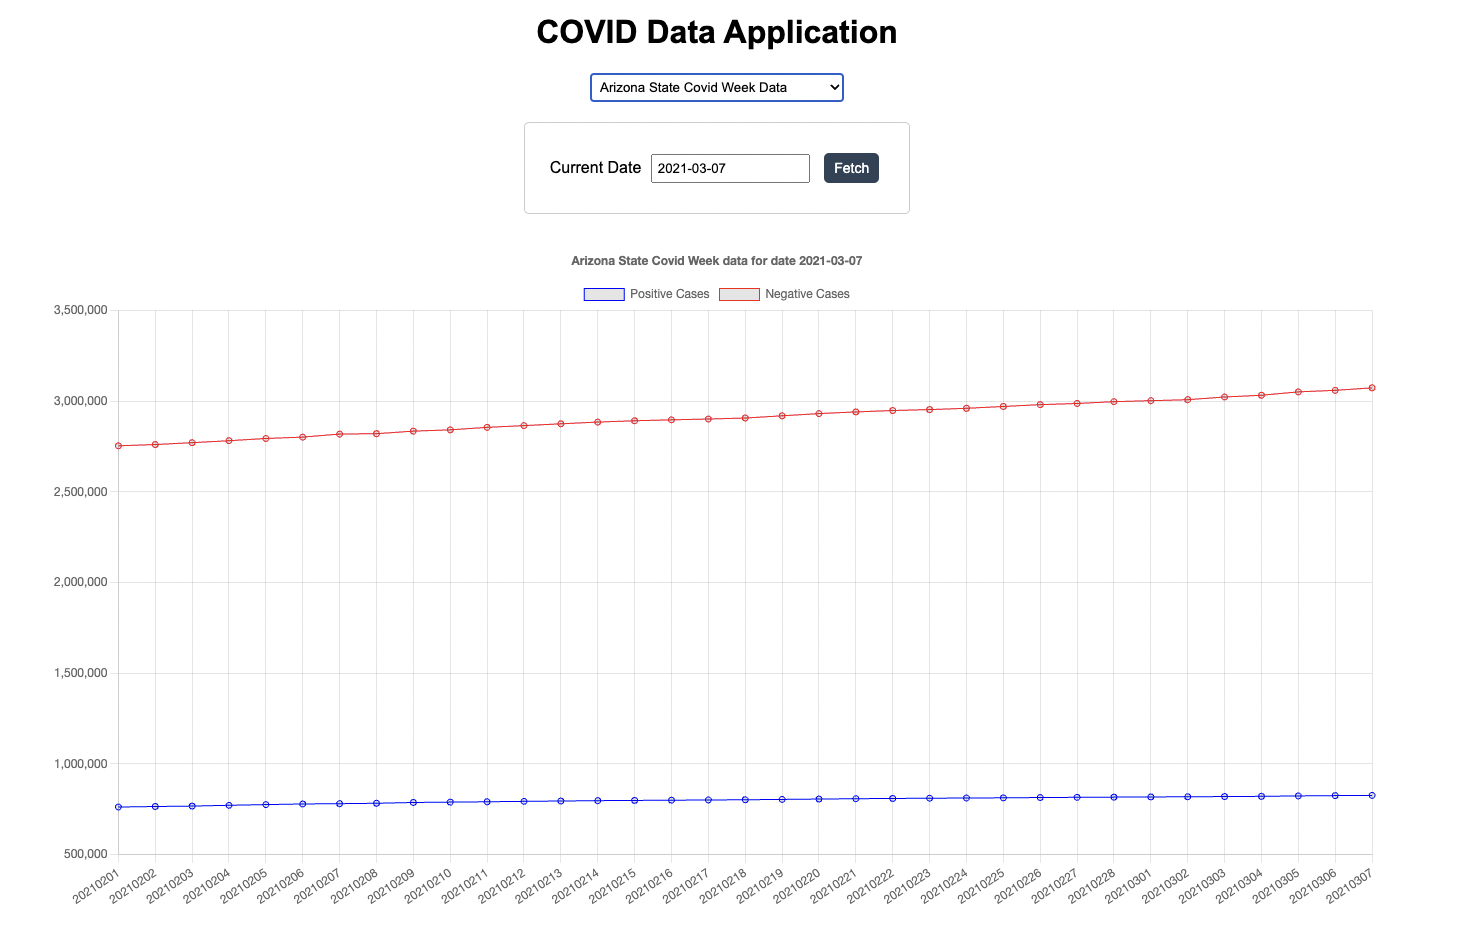 COVID Data Application
Arizona State Covid Week Data
Current Date 2021-03-07 Fetch
Arizona State Covid Week data for date 2021-03-07
Positive Cases Negative Cases
3,500,000
3,000,000
2,500,000
2,000,000
1,500,000
1,000,000
500,000
20210201 20210202 20210203 20210204 20210205 20210206 20210207 20210208 20210209 20210210 20210211 20210212 20210213 20210214 20210215 20210216 20210217 20210218 20210219 20210220 20210221 20210222 20210223 20210224 20210225 20210226 20210227 20210228 20210301 20210302 20210303 20210304 20210305 20210306 20210307